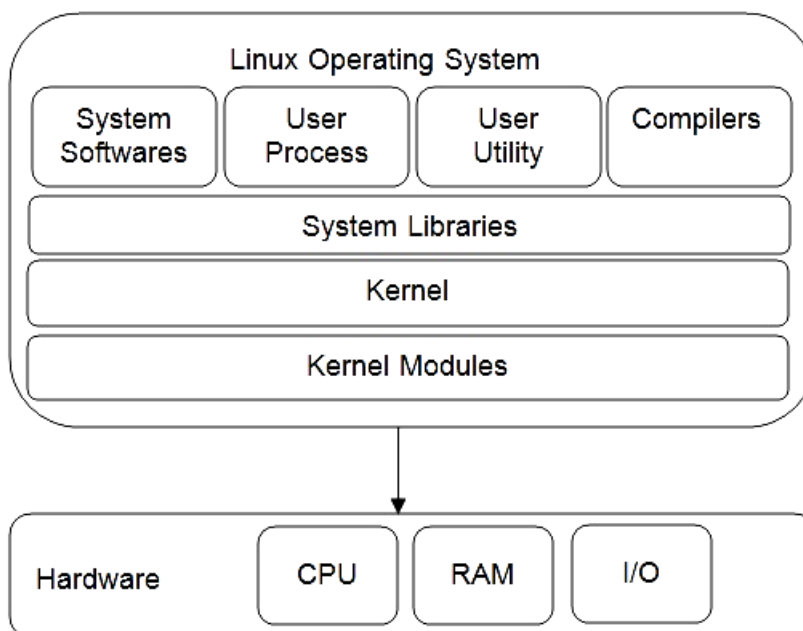 Linux Operating System
System
Softwares
User
Process
User
Utility
Compilers
System Libraries
Kernel
Kernel Modules
Hardware
CPU
RAM
I/O